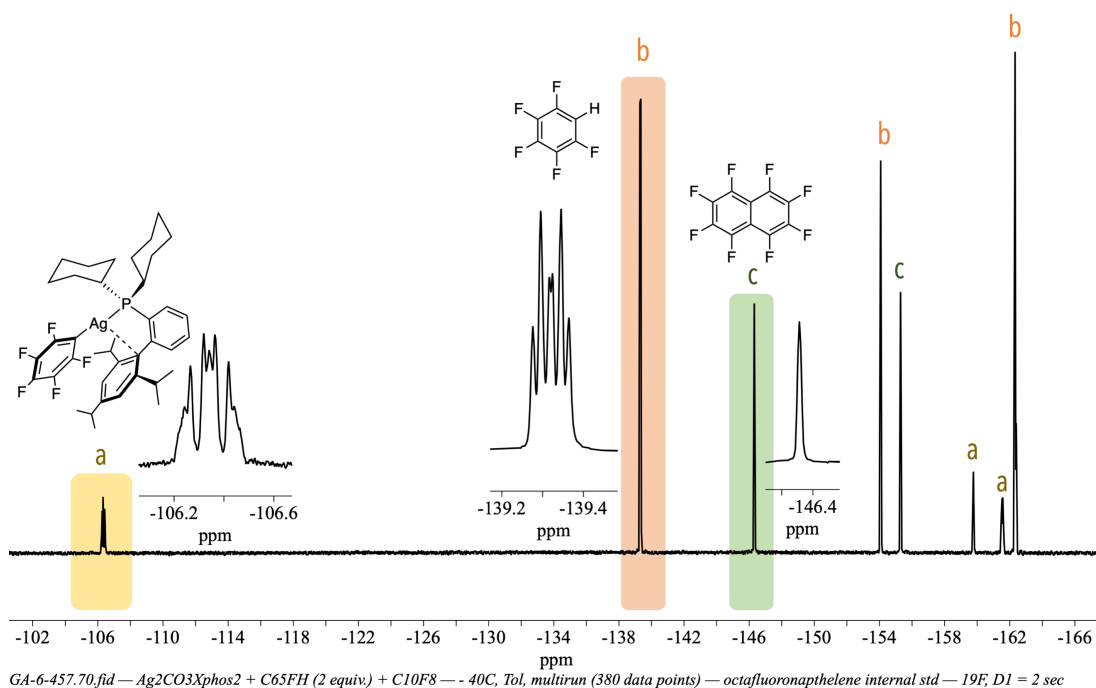 b
b
F
F
H
F
F
F
b
F
F
F
F
F
F
F
F
c
c
P
Ag
F
F
F
F
F
a
a
a
-106.2
-106.6
ppm
-139.2
-139.4
ppm
-146.4
ppm
-102
-106
-110
-114
-118
-122
-126
-130
-134
-138
-142
-146
-150
-154
-158
-162
-166
ppm
GA-6-457.70.fid — Ag2CO3Xphos2 + C65FH (2 equiv.) + C10F8 — - 40C, Tol, multirun (380 data points) — octafluoronapthelene internal std — 19F, D1 = 2 sec